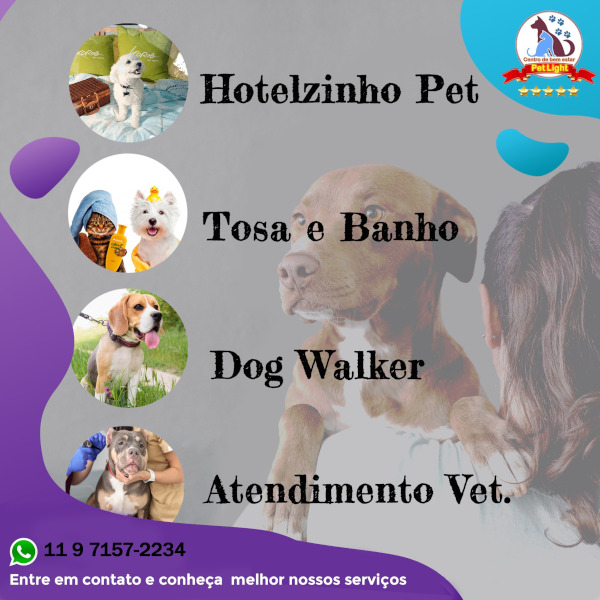 Centro de bem estar
Pet Light
Hotelzinho Pet
Tosa e Banho
Dog Walker
Atendimento Vet.
11 9 7157-2234
Entre em contato e conheça melhor nossos serviços